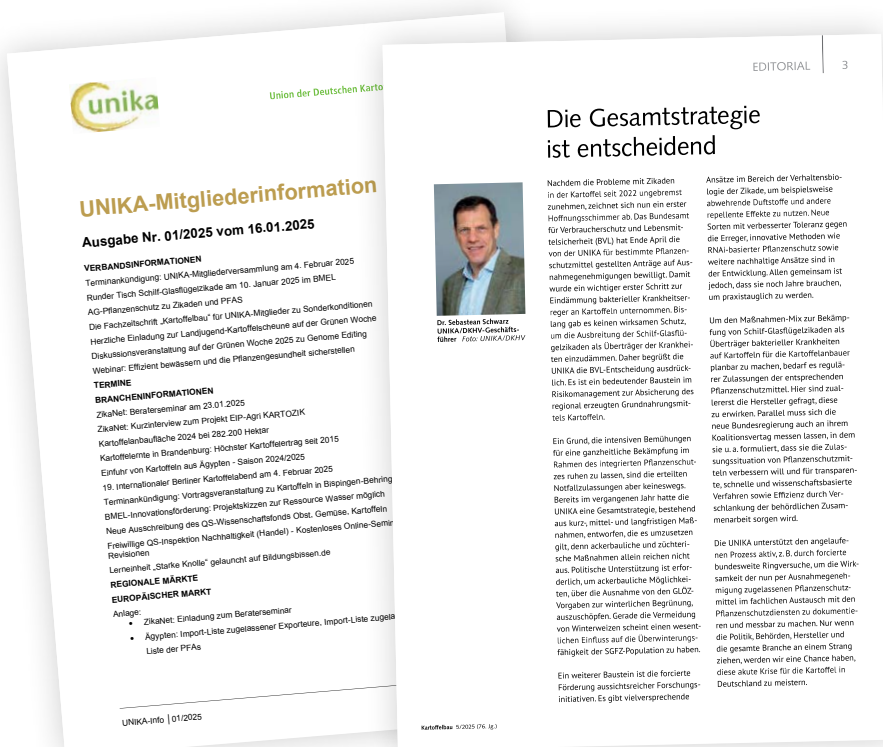 unika
Union der Deutschen Karto
UNIKA-Mitgliederinformation
Ausgabe Nr. 01/2025 vom 16.01.2025
VERBANDSINFORMATIONEN
Terminankündigung: UNIKA-Mitgliederversammlung am 4. Februar 2025
Runder Tisch Schilf-Glasflügelzikade am 10. Januar 2025 im BMEL
AG-Pflanzenschutz zu Zikaden und PFAS
Die Fachzeitschrift „Kartoffelbau" für UNIKA-Mitglieder zu Sonderkonditionen
Herzliche Einladung zur Landjugend-Kartoffelscheune auf der Grünen Woche
Diskussionsveranstaltung auf der Grünen Woche 2025 zu Genome Editing
Webinar: Effizient bewässern und die Pflanzengesundheit sicherstellen
TERMINE
BRANCHENINFORMATIONEN
ZikaNet: Beraterseminar am 23.01.2025
ZikaNet: Kurzinterview zum Projekt EIP-Agri KARTOZIK
Kartoffelanbaufläche 2024 bei 282.200 Hektar
Kartoffelernte in Brandenburg: Höchster Kartoffelertrag seit 2015
Einfuhr von Kartoffeln aus Ägypten - Saison 2024/2025
19. Internationaler Berliner Kartoffelabend am 4. Februar 2025
Terminankündigung: Vortragsveranstaltung zu Kartoffeln in Bispingen-Behring
BMEL-Innovationsförderung: Projektskizzen zur Ressource Wasser möglich
Neue Ausschreibung des QS-Wissenschaftsfonds Obst, Gemüse, Kartoffeln
Freiwillige QS-Inspektion Nachhaltigkeit (Handel) - Kostenloses Online-Semin
Revisionen
Lerneinheit „Starke Knolle" gelauncht auf Bildungsbissen.de
REGIONALE MÄRKTE
EUROPÄISCHER MARKT
Anlage:
• ZikaNet: Einladung zum Beraterseminar
• Ägypten: Import-Liste zugelassener Exporteure, Import-Liste zugela
Liste der PFAs
UNIKA-Info | 01/2025
EDITORIAL 3
Die Gesamtstrategie
ist entscheidend
Dr. Sebastean Schwarz
UNIKA/DKHV-Geschäfts-
führer Foto: UNIKA/DKHV
Nachdem die Probleme mit Zikaden
in der Kartoffel seit 2022 ungebremst
zunehmen, zeichnet sich nun ein erster
Hoffnungsschimmer ab. Das Bundesamt
für Verbraucherschutz und Lebensmit-
telsicherheit (BVL) hat Ende April die
von der UNIKA für bestimmte Pflanzen-
schutzmittel gestellten Anträge auf Aus-
nahmegenehmigungen bewilligt. Damit
wurde ein wichtiger erster Schritt zur
Eindämmung bakterieller Krankheitser-
reger an Kartoffeln unternommen. Bis-
lang gab es keinen wirksamen Schutz,
um die Ausbreitung der Schilf-Glasflü-
gelzikaden als Überträger der Krankhei-
ten einzudämmen. Daher begrüßt die
UNIKA die BVL-Entscheidung ausdrück-
lich. Es ist ein bedeutender Baustein im
Risikomanagement zur Absicherung des
regional erzeugten Grundnahrungsmit-
tels Kartoffeln.
Ein Grund, die intensiven Bemühungen
für eine ganzheitliche Bekämpfung im
Rahmen des integrierten Pflanzenschut-
zes ruhen zu lassen, sind die erteilten
Notfallzulassungen aber keineswegs.
Bereits im vergangenen Jahr hatte die
UNIKA eine Gesamtstrategie, bestehend
aus kurz-, mittel- und langfristigen Maß-
nahmen, entworfen, die es umzusetzen
gilt, denn ackerbauliche und züchteri-
sche Maßnahmen allein reichen nicht
aus. Politische Unterstützung ist erfor-
derlich, um ackerbauliche Möglichkei-
ten, über die Ausnahme von den GLÖZ-
Vorgaben zur winterlichen Begrünung,
auszuschöpfen. Gerade die Vermeidung
von Winterweizen scheint einen wesent-
lichen Einfluss auf die Überwinterungs-
fähigkeit der SGFZ-Population zu haben.
Ein weiterer Baustein ist die forcierte
Förderung aussichtsreicher Forschungs-
initiativen. Es gibt vielversprechende
Ansätze im Bereich der Verhaltensbio-
logie der Zikade, um beispielsweise
abwehrende Duftstoffe und andere
repellente Effekte zu nutzen. Neue
Sorten mit verbesserter Toleranz gegen
die Erreger, innovative Methoden wie
RNAi-basierter Pflanzenschutz sowie
weitere nachhaltige Ansätze sind in
der Entwicklung. Allen gemeinsam ist
jedoch, dass sie noch Jahre brauchen,
um praxistauglich zu werden.
Um den Maßnahmen-Mix zur Bekämp-
fung von Schilf-Glasflügelzikaden als
Überträger bakterieller Krankheiten
auf Kartoffeln für die Kartoffelanbauer
planbar zu machen, bedarf es regulä-
rer Zulassungen der entsprechenden
Pflanzenschutzmittel. Hier sind zual-
lererst die Hersteller gefragt, diese
zu erwirken. Parallel muss sich die
neue Bundesregierung auch an ihrem
Koalitionsvertrag messen lassen, in dem
sie u. a. formuliert, dass sie die Zulas-
sungssituation von Pflanzenschutzmit-
teln verbessern will und für transparen-
te, schnelle und wissenschaftsbasierte
Verfahren sowie Effizienz durch Ver-
schlankung der behördlichen Zusam-
menarbeit sorgen wird.
Die UNIKA unterstützt den angelaufe-
nen Prozess aktiv, z. B. durch forcierte
bundesweite Ringversuche, um die Wirk-
samkeit der nun per Ausnahmegeneh-
migung zugelassenen Pflanzenschutz-
mittel im fachlichen Austausch mit den
Pflanzenschutzdiensten zu dokumentie-
ren und messbar zu machen. Nur wenn
die Politik, Behörden, Hersteller und
die gesamte Branche an einem Strang
ziehen, werden wir eine Chance haben,
diese akute Krise für die Kartoffel in
Deutschland zu meistern.
Kartoffelbau 5/2025 (76. Jg.)